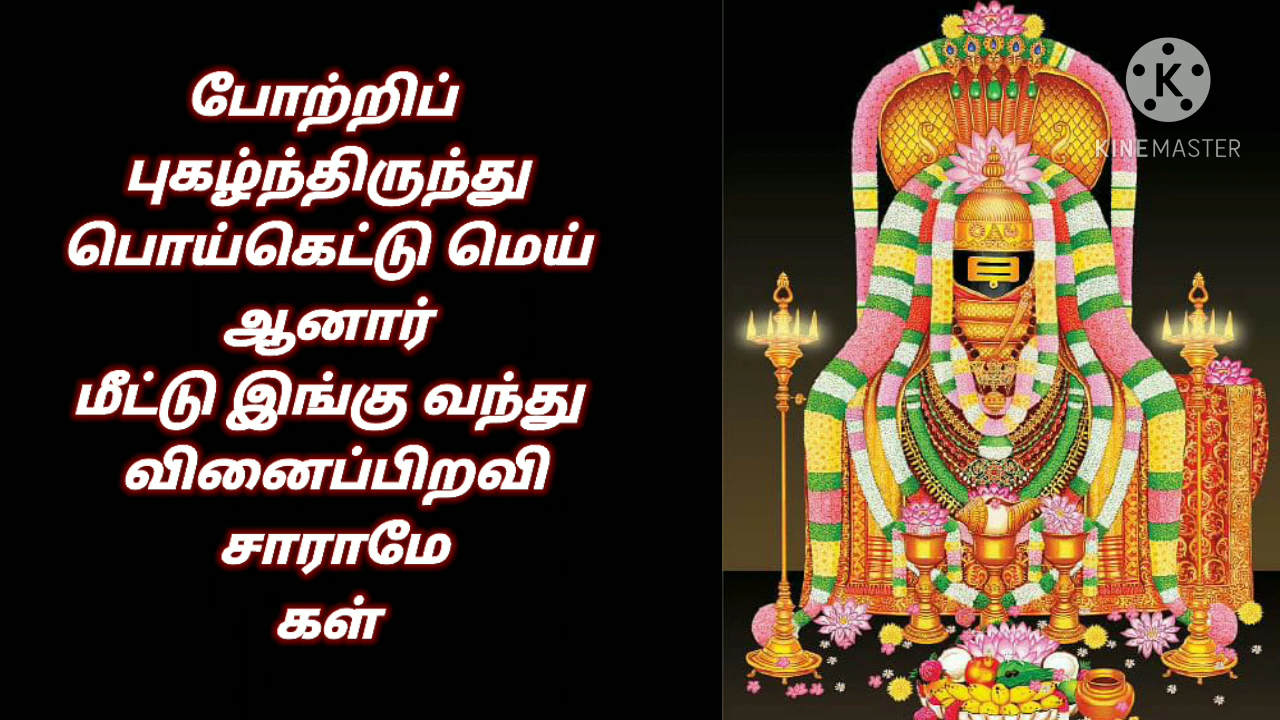 போற்றிப்
புகழ்ந்திருந்து
பொய்கெட்டு மெய்
ஆனார்
மீட்டு இங்கு வந்து
வினைப்பிறவி
சாராமே
கள்
K
KINEMASTER